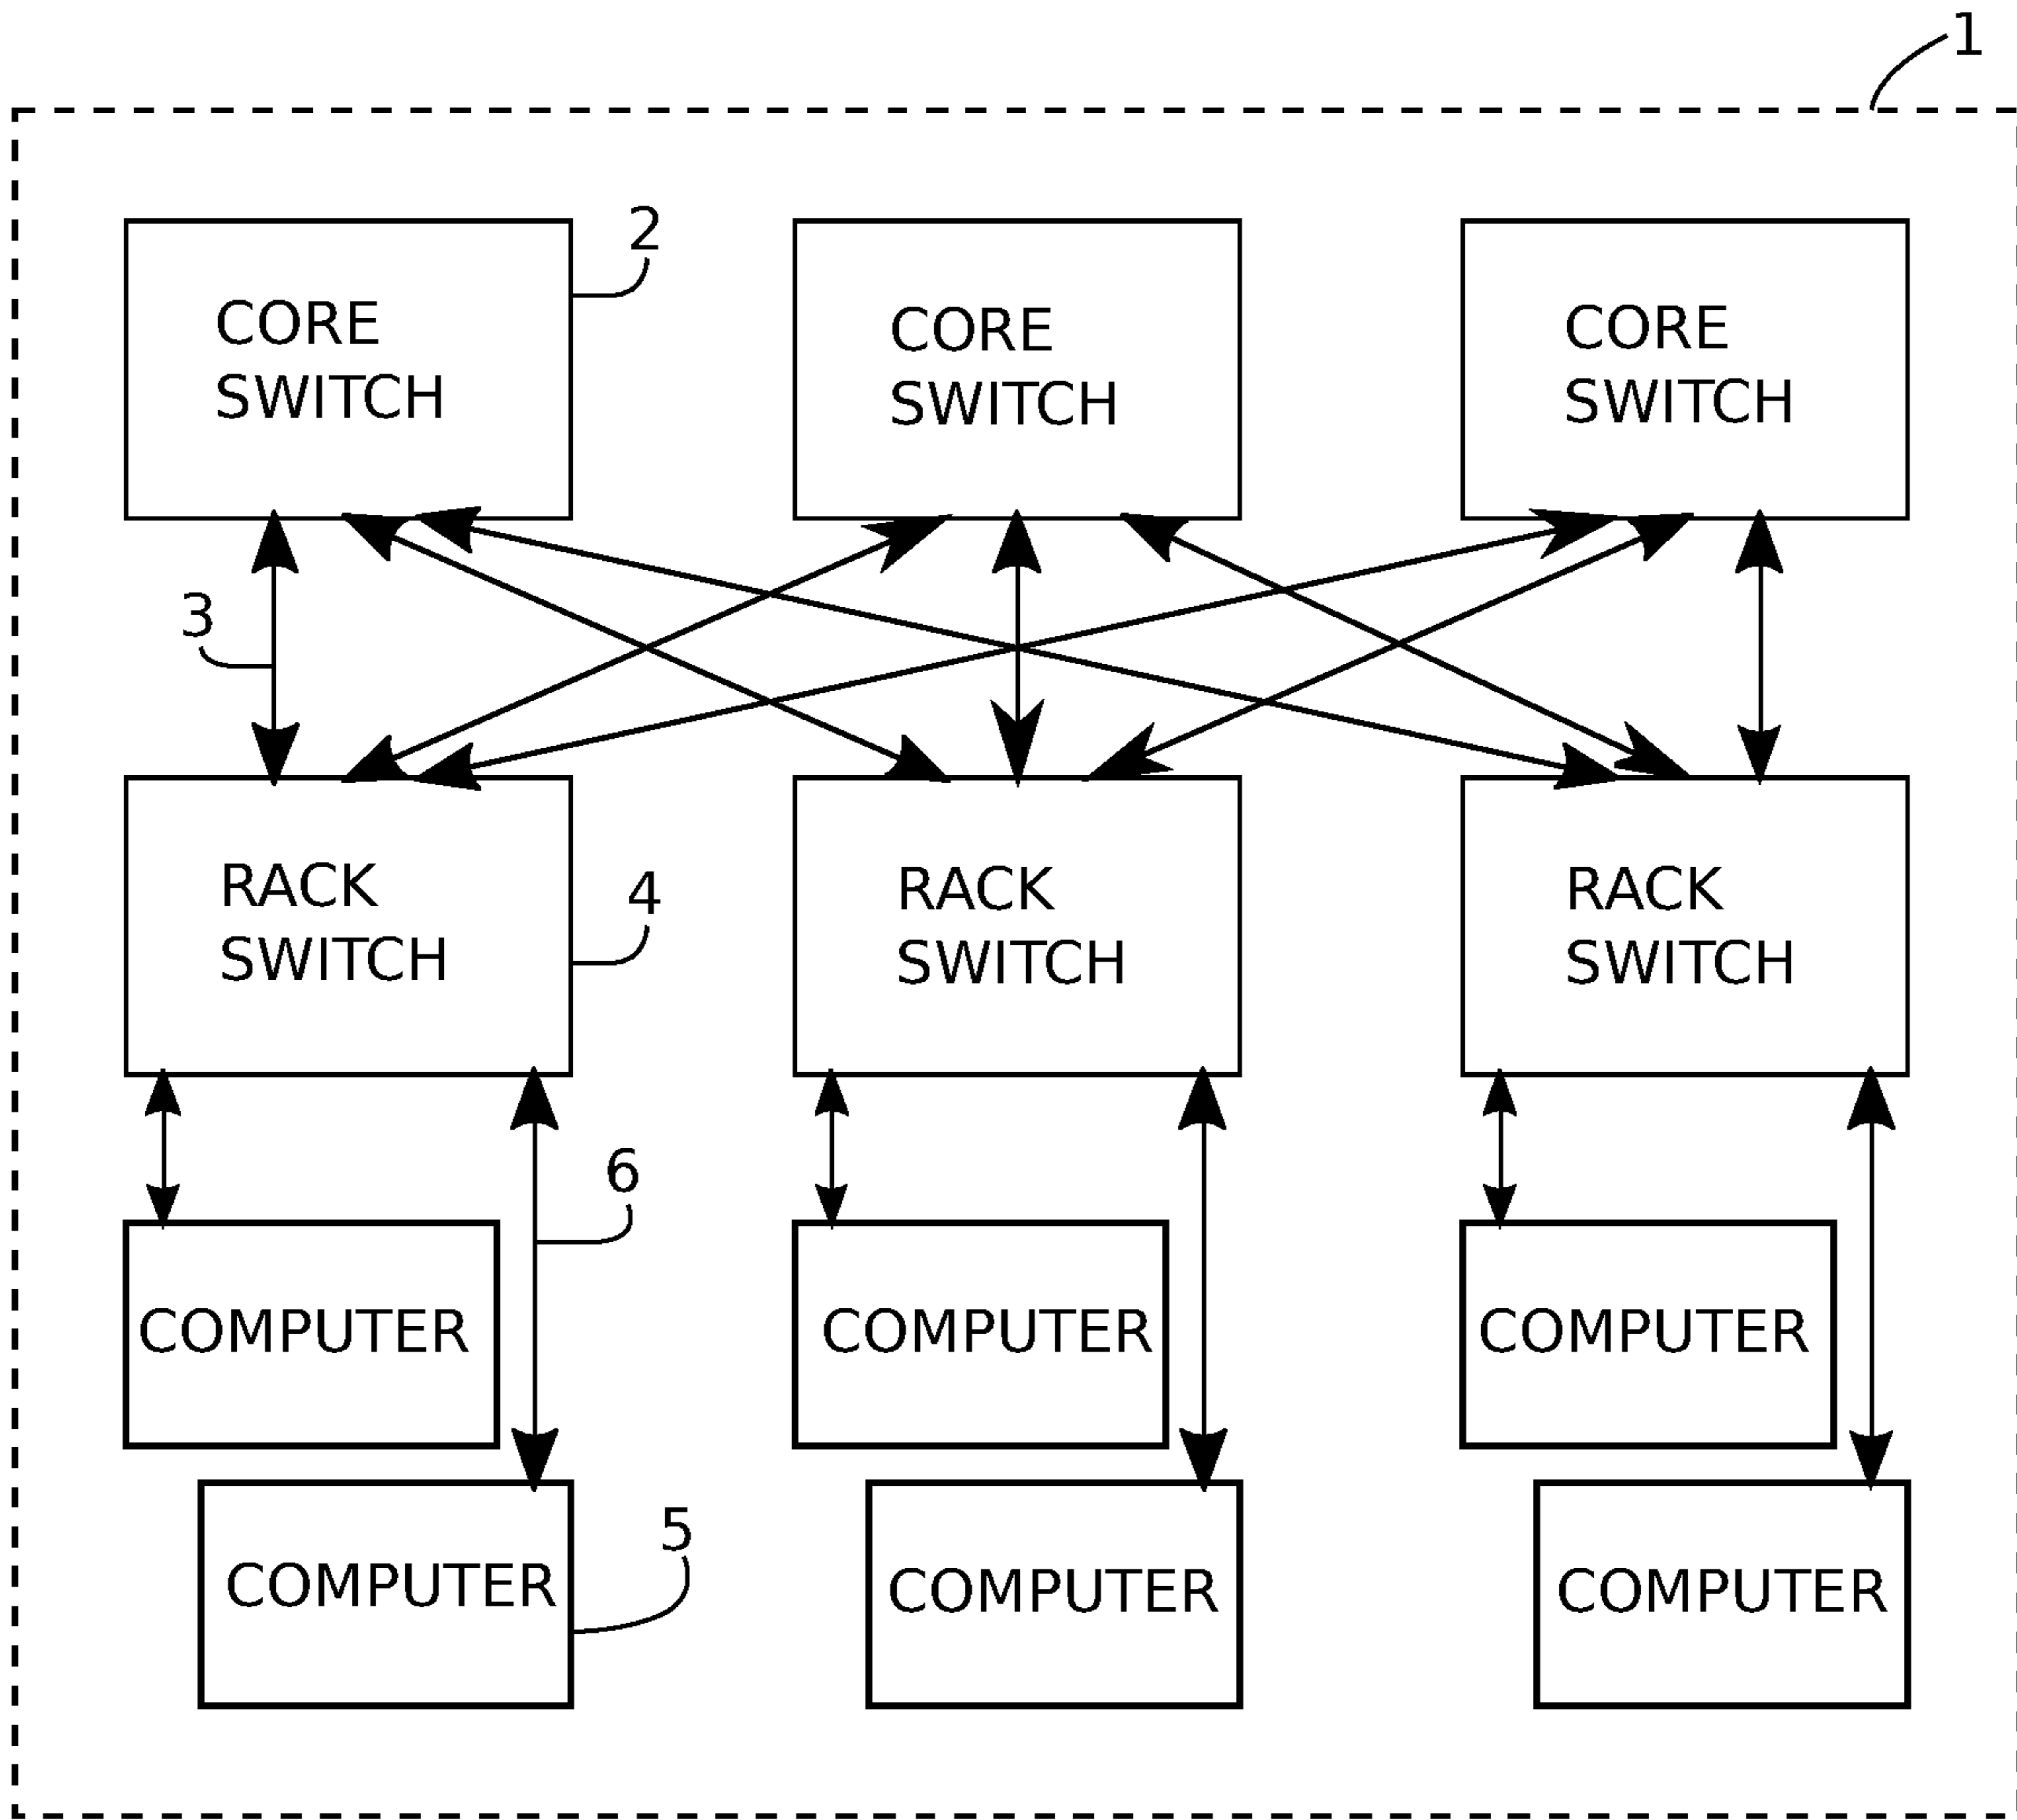 1
2
CORE
SWITCH
CORE
SWITCH
CORE
SWITCH
3
RACK
SWITCH
4
RACK
SWITCH
RACK
SWITCH
6
COMPUTER
COMPUTER
COMPUTER
5
COMPUTER
COMPUTER
COMPUTER